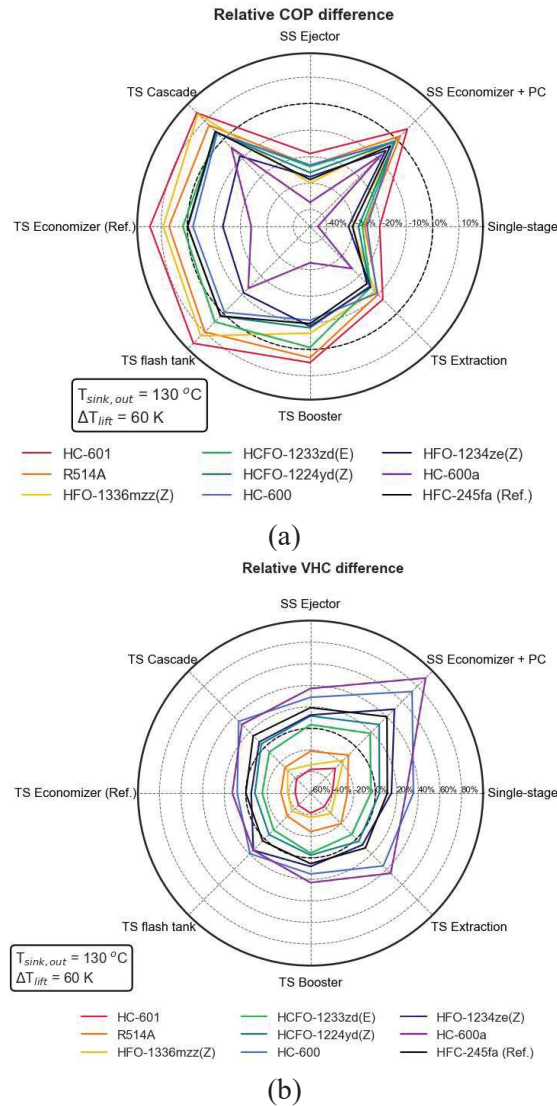 Relative COP difference
SS Ejector
TS Cascade
SS Economizer + PC
TS Economizer (Ref.)
-40% -30% -20% -10% 0% 10%
Single-stage
TS flash tank
TS Extraction
TS Booster
T_sink,out = 130 °C
ΔT_lift = 60 K
HC-601 HCFO-1233zd(E) HFO-1234ze(Z)
R514A HCFO-1224yd(Z) HC-600a
HFO-1336mzz(Z) HC-600 HFC-245fa (Ref.)
(a)
Relative VHC difference
SS Ejector
TS Cascade
SS Economizer + PC
TS Economizer (Ref.)
-60% -40% -20% 0% 20% 40% 60% 80%
Single-stage
TS flash tank
TS Extraction
TS Booster
T_sink,out = 130 °C
ΔT_lift = 60 K
HC-601 HCFO-1233zd(E) HFO-1234ze(Z)
R514A HCFO-1224yd(Z) HC-600a
HFO-1336mzz(Z) HC-600 HFC-245fa (Ref.)
(b)